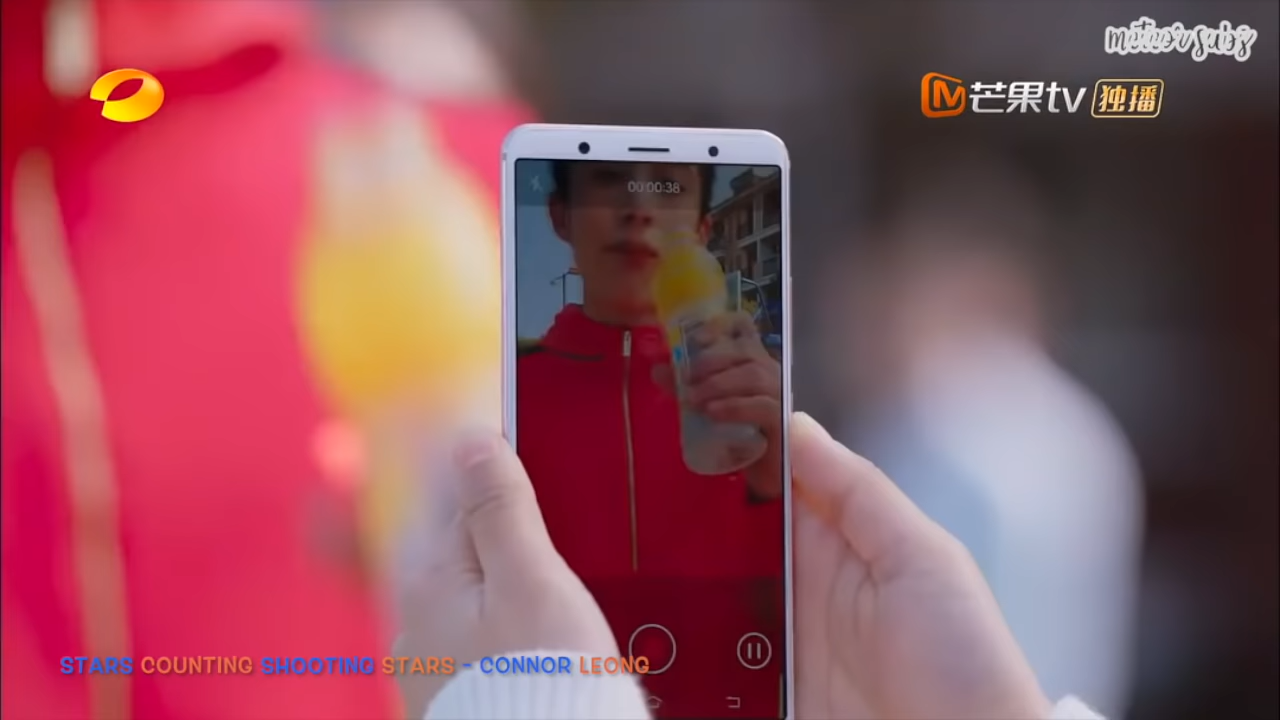 meteor subs
芒果tv 独播
00:00:38
STARS COUNTING SHOOTING STARS - CONNOR LEONG